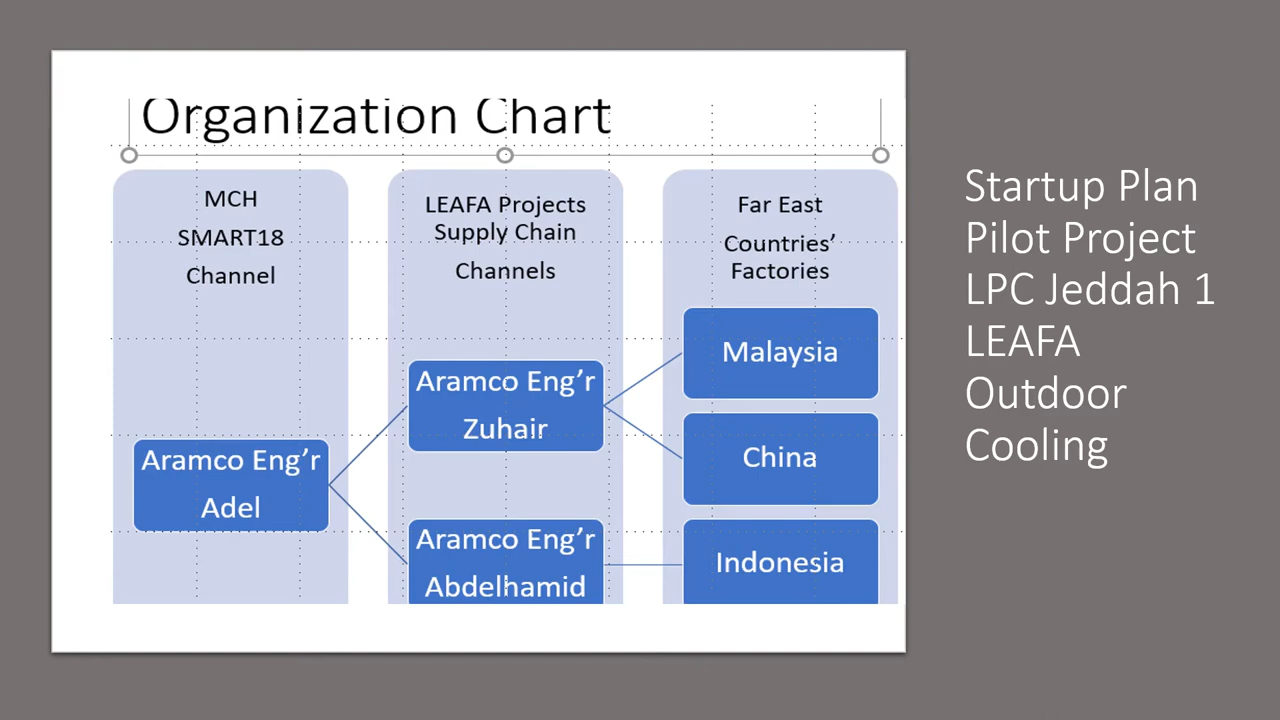 Organization Chart
MCH
SMART18
Channel
LEAFA Projects
Supply Chain
Channels
Far East
Countries’
Factories
Aramco Eng’r
Adel
Aramco Eng’r
Zuhair
Aramco Eng’r
Abdelhamid
Malaysia
China
Indonesia
Startup Plan
Pilot Project
LPC Jeddah 1
LEAFA
Outdoor
Cooling